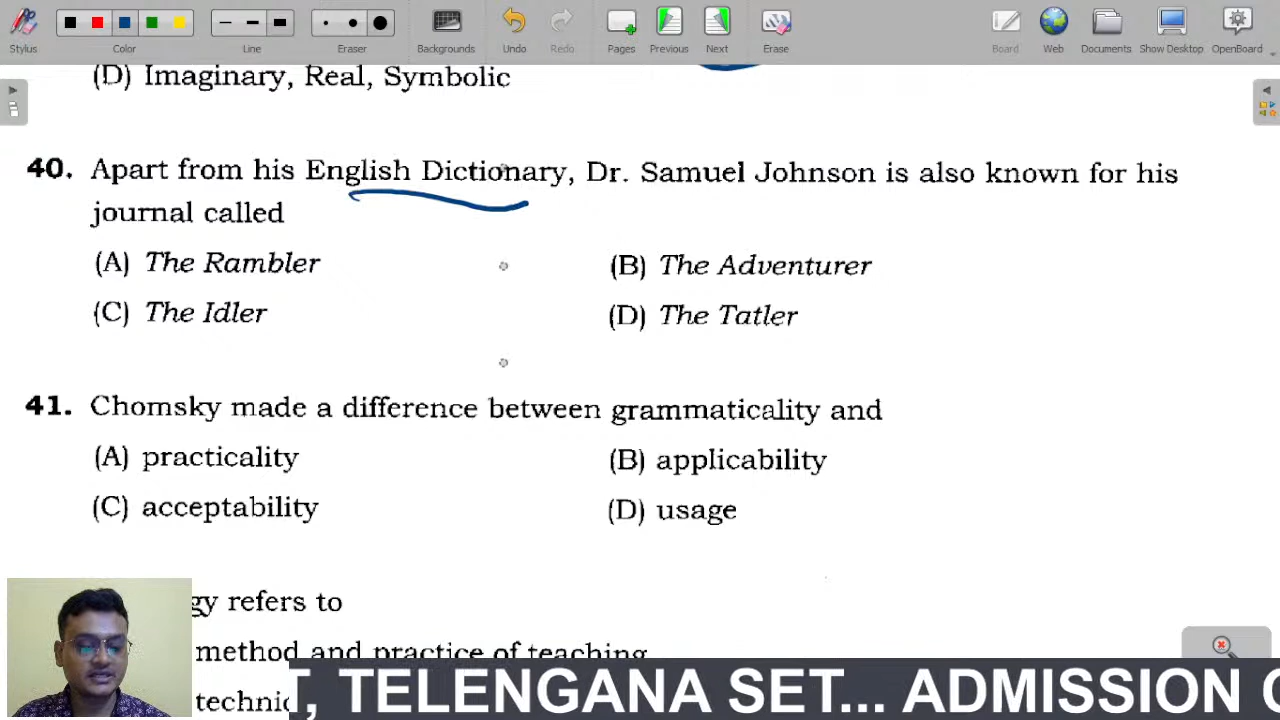 Stylus
Color
Line
Eraser
Backgrounds
Undo
Redo
Pages
Previous
Next
Erase
Board
Web
Documents
Show Desktop
OpenBoard
(D) Imaginary, Real, Symbolic
40. Apart from his English Dictionary, Dr. Samuel Johnson is also known for his
journal called
(A) The Rambler
(B) The Adventurer
(C) The Idler
(D) The Tatler
41. Chomsky made a difference between grammaticality and
(A) practicality
(B) applicability
(C) acceptability
(D) usage
gy refers to
method and practice of teaching
techni
T, TELENGANA SET... ADMISSION